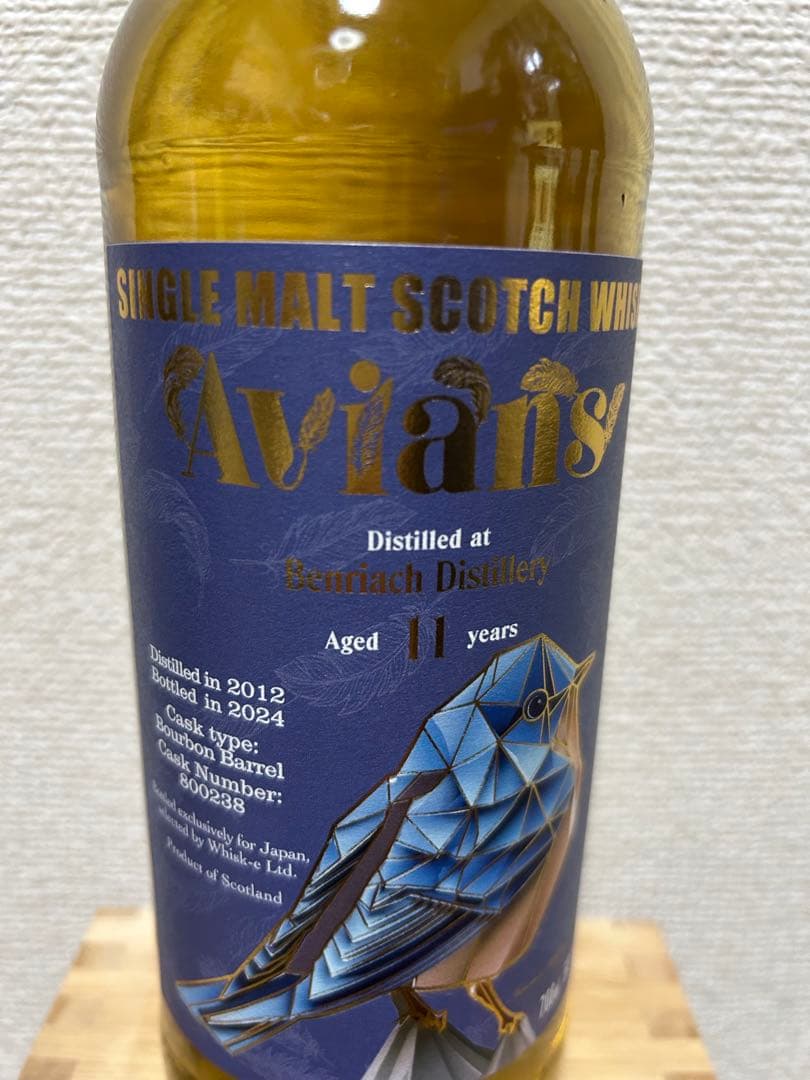 SINGLE MALT SCOTCH WHIS
Avians
Distilled at
Benriach Distillery
Aged 11 years
Distilled in 2012
Bottled in 2024
Cask type:
Bourbon Barrel
Cask Number:
800238
Bottled exclusively for Japan,
selected by Whisk-e Ltd.
Product of Scotland